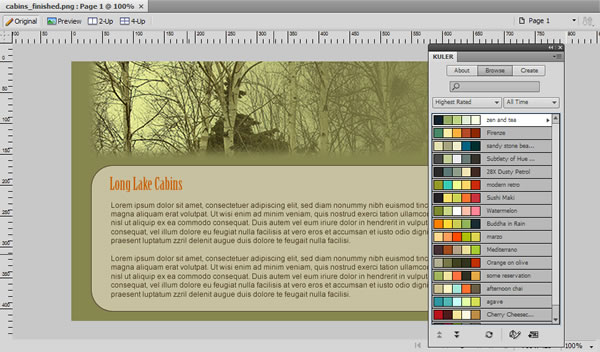 cabins_finished.png : Page 1 @ 100% ×
Original Preview 2-Up 4-Up Page 1
KULER
About Browse Create
Highest Rated All Time
zen and tea
Firenze
sandy stone bea...
Subtlety of Hue ...
28X Dusty Petrol
modern retro
Sushi Maki
Watermelon
Buddha in Rain
marzo
Mediterrano
Orange on olive
some reservation
afternoon chai
agave
Cherry Cheesec...
Long Lake Cabins
Lorem ipsum dolor sit amet, consectetuer adipiscing elit, sed diam nonummy nibh euismod tinc
magna aliquam erat volutpat. Ut wisi enim ad minim veniam, quis nostrud exerci tation ullamco
nisl ut aliquip ex ea commodo consequat. Duis autem vel eum iriure dolor in hendrerit in vulput
consequat, vel illum dolore eu feugiat nulla facilisis at vero eros et accumsan et iusto odio dign
praesent luptatum zzril delenit augue duis dolore te feugait nulla facilisi.
Lorem ipsum dolor sit amet, consectetuer adipiscing elit, sed diam nonummy nibh euismod tinc
magna aliquam erat volutpat. Ut wisi enim ad minim veniam, quis nostrud exerci tation ullamco
nisl ut aliquip ex ea commodo consequat. Duis autem vel eum iriure dolor in hendrerit in vulput
consequat, vel illum dolore eu feugiat nulla facilisis at vero eros et accumsan et iusto odio dign
praesent luptatum zzril delenit augue duis dolore te feugait nulla facilisi.
100%